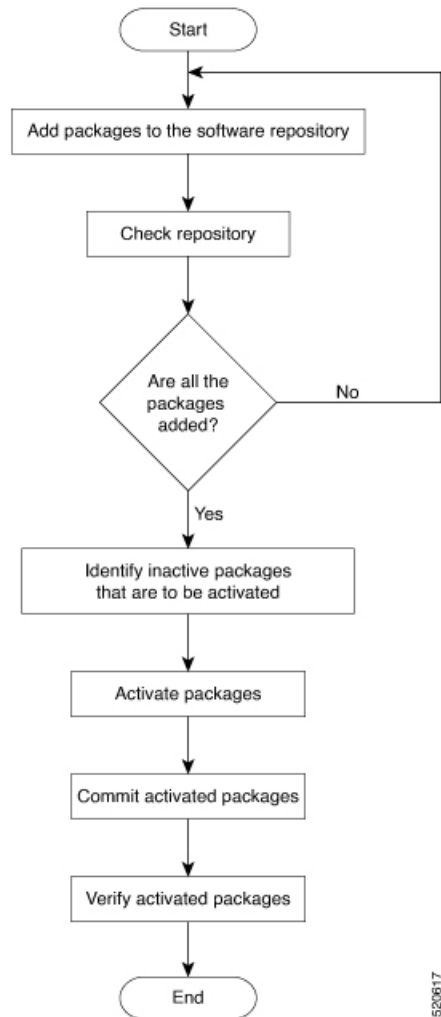 Start
Add packages to the software repository
Check repository
Are all the
packages
added?
No
Yes
Identify inactive packages
that are to be activated
Activate packages
Commit activated packages
Verify activated packages
End
520617